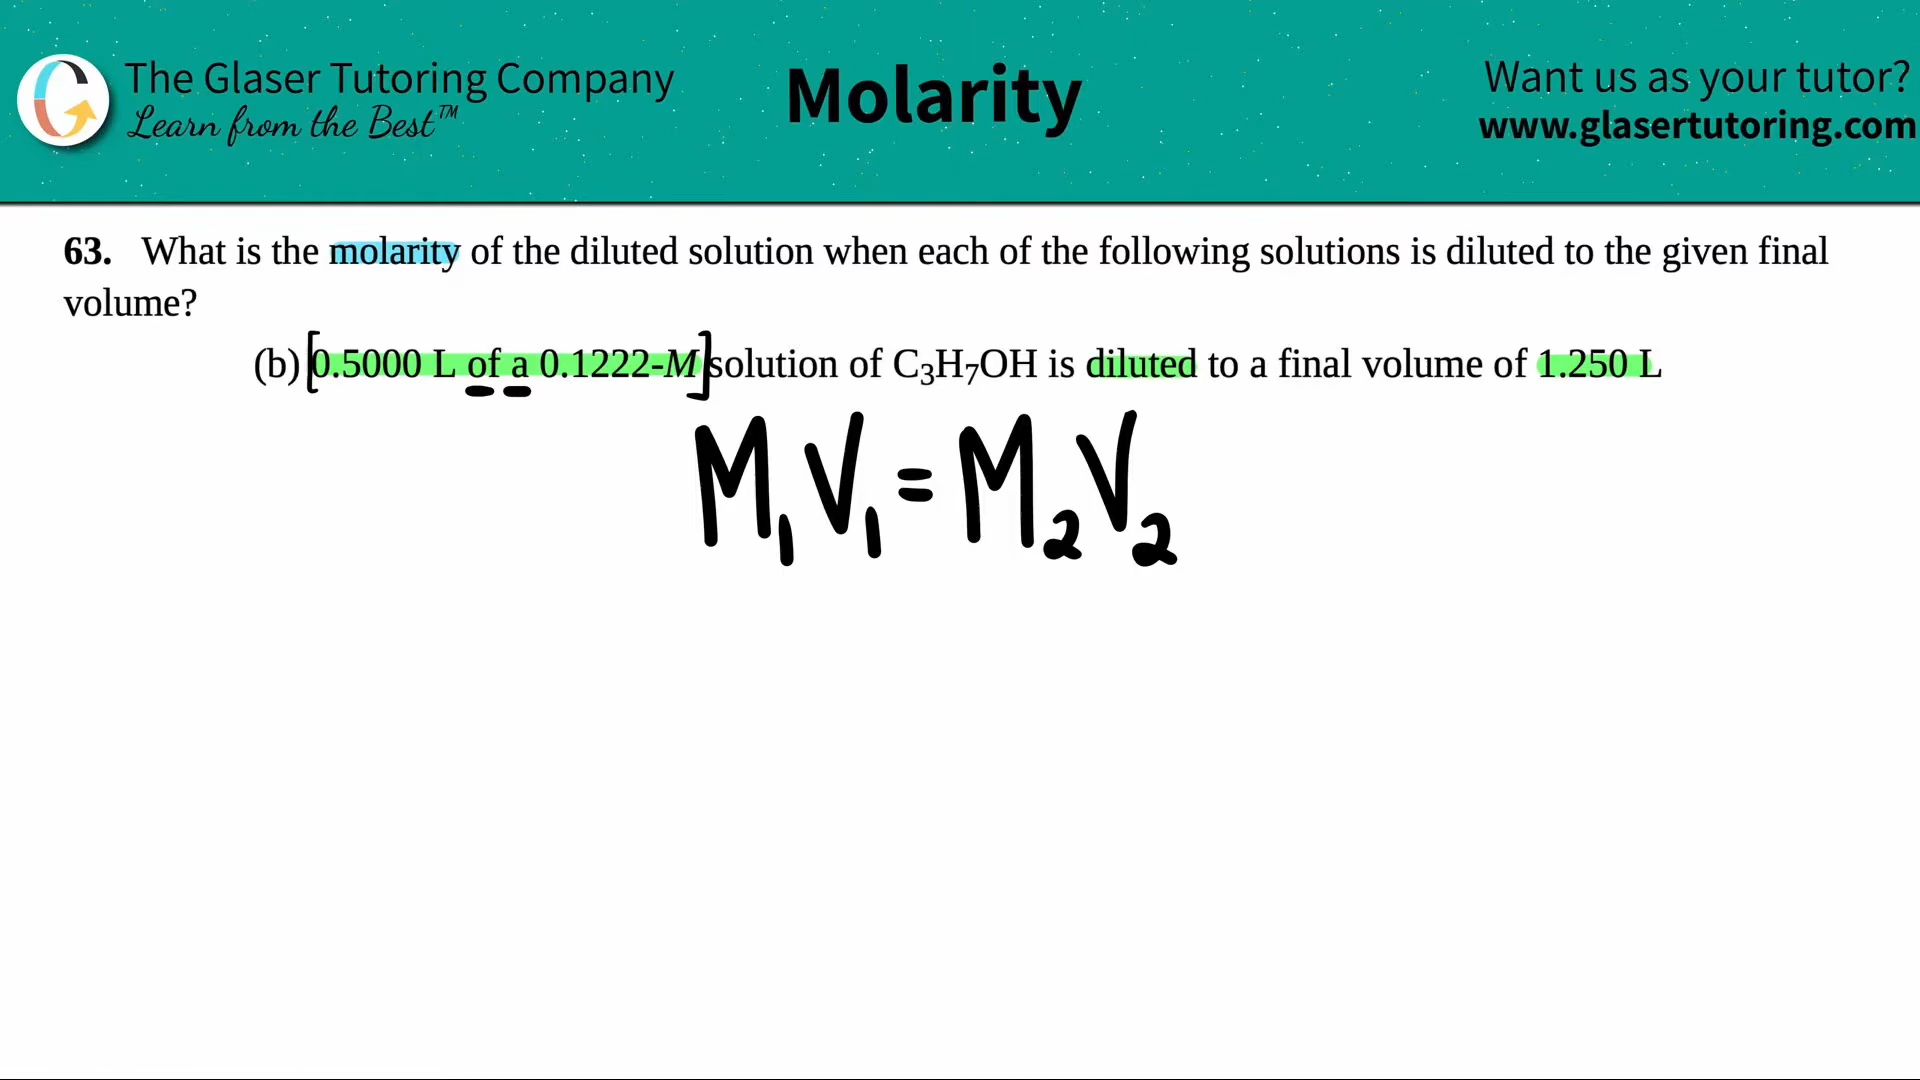 The Glaser Tutoring Company
Learn from the Best™
Molarity
Want us as your tutor?
www.glasertutoring.com
63. What is the molarity of the diluted solution when each of the following solutions is diluted to the given final
volume?
(b) [0.5000 L of a 0.1222-M] solution of C₃H₇OH is diluted to a final volume of 1.250 L
M₁V₁ = M₂V₂